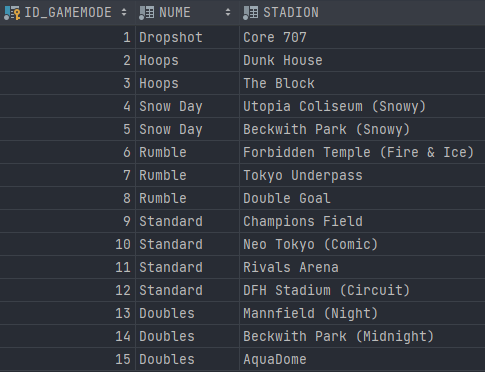 ID_GAMEMODE NUME STADION
1 Dropshot Core 707
2 Hoops Dunk House
3 Hoops The Block
4 Snow Day Utopia Coliseum (Snowy)
5 Snow Day Beckwith Park (Snowy)
6 Rumble Forbidden Temple (Fire & Ice)
7 Rumble Tokyo Underpass
8 Rumble Double Goal
9 Standard Champions Field
10 Standard Neo Tokyo (Comic)
11 Standard Rivals Arena
12 Standard DFH Stadium (Circuit)
13 Doubles Mannfield (Night)
14 Doubles Beckwith Park (Midnight)
15 Doubles AquaDome